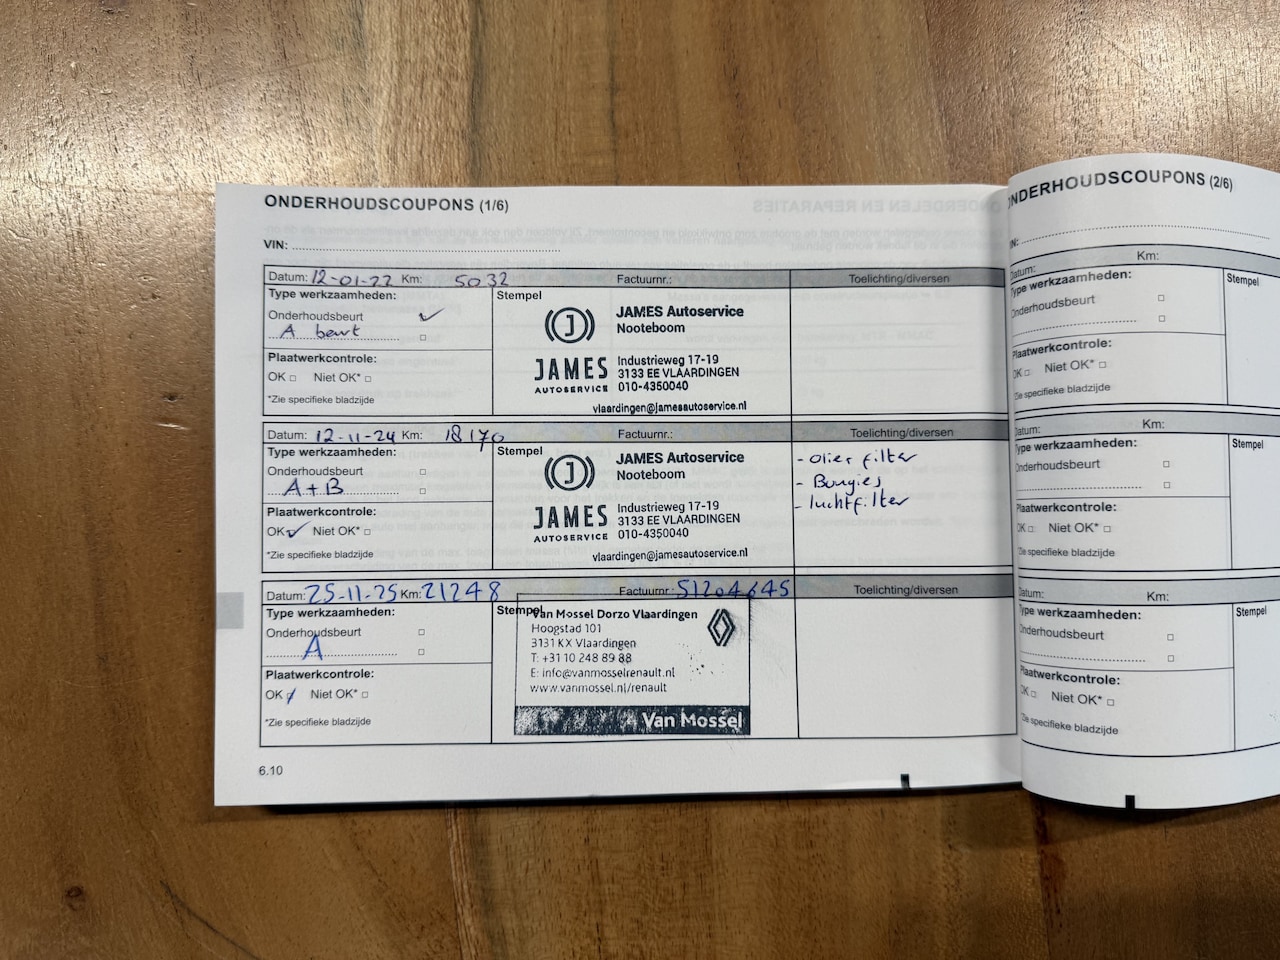 ONDERHOUDSCOUPONS (1/6)
VIN:
Datum: 12-01-22 Km: 5032 Factuurnr.: Toelichting/diversen
Type werkzaamheden:
Onderhoudsbeurt
A beurt
Plaatwerkcontrole:
OK Niet OK*
*Zie specifieke bladzijde
Stempel
JAMES Autoservice
Nooteboom
J
JAMES
AUTOSERVICE
Industrieweg 17-19
3133 EE VLAARDINGEN
010-4350040
vlaardingen@jamesautoservice.nl
Datum: 12-11-24 Km: 18170 Factuurnr.: Toelichting/diversen
Type werkzaamheden:
Onderhoudsbeurt
A+B
Plaatwerkcontrole:
OK Niet OK*
*Zie specifieke bladzijde
Stempel
JAMES Autoservice
Nooteboom
J
JAMES
AUTOSERVICE
Industrieweg 17-19
3133 EE VLAARDINGEN
010-4350040
vlaardingen@jamesautoservice.nl
- olier filter
- Bougies
- luchtfilter
Datum: 25-11-25 Km: 21248 Factuurnr.: 51204645 Toelichting/diversen
Type werkzaamheden:
Onderhoudsbeurt
A
Plaatwerkcontrole:
OK Niet OK*
*Zie specifieke bladzijde
Stempel
Van Mossel Dorzo Vlaardingen
Hoogstad 101
3131 KX Vlaardingen
T: +31 10 248 89 88
E: info@vanmosselrenault.nl
www.vanmossel.nl/renault
Van Mossel
6.10
ONDERHOUDSCOUPONS (2/6)
Datum: Km:
Type werkzaamheden:
Onderhoudsbeurt
Plaatwerkcontrole:
OK Niet OK*
*Zie specifieke bladzijde
Stempel
Datum: Km:
Type werkzaamheden:
Onderhoudsbeurt
Plaatwerkcontrole:
OK Niet OK*
*Zie specifieke bladzijde
Stempel
Datum: Km:
Type werkzaamheden:
Onderhoudsbeurt
Plaatwerkcontrole:
OK Niet OK*
*Zie specifieke bladzijde
Stempel